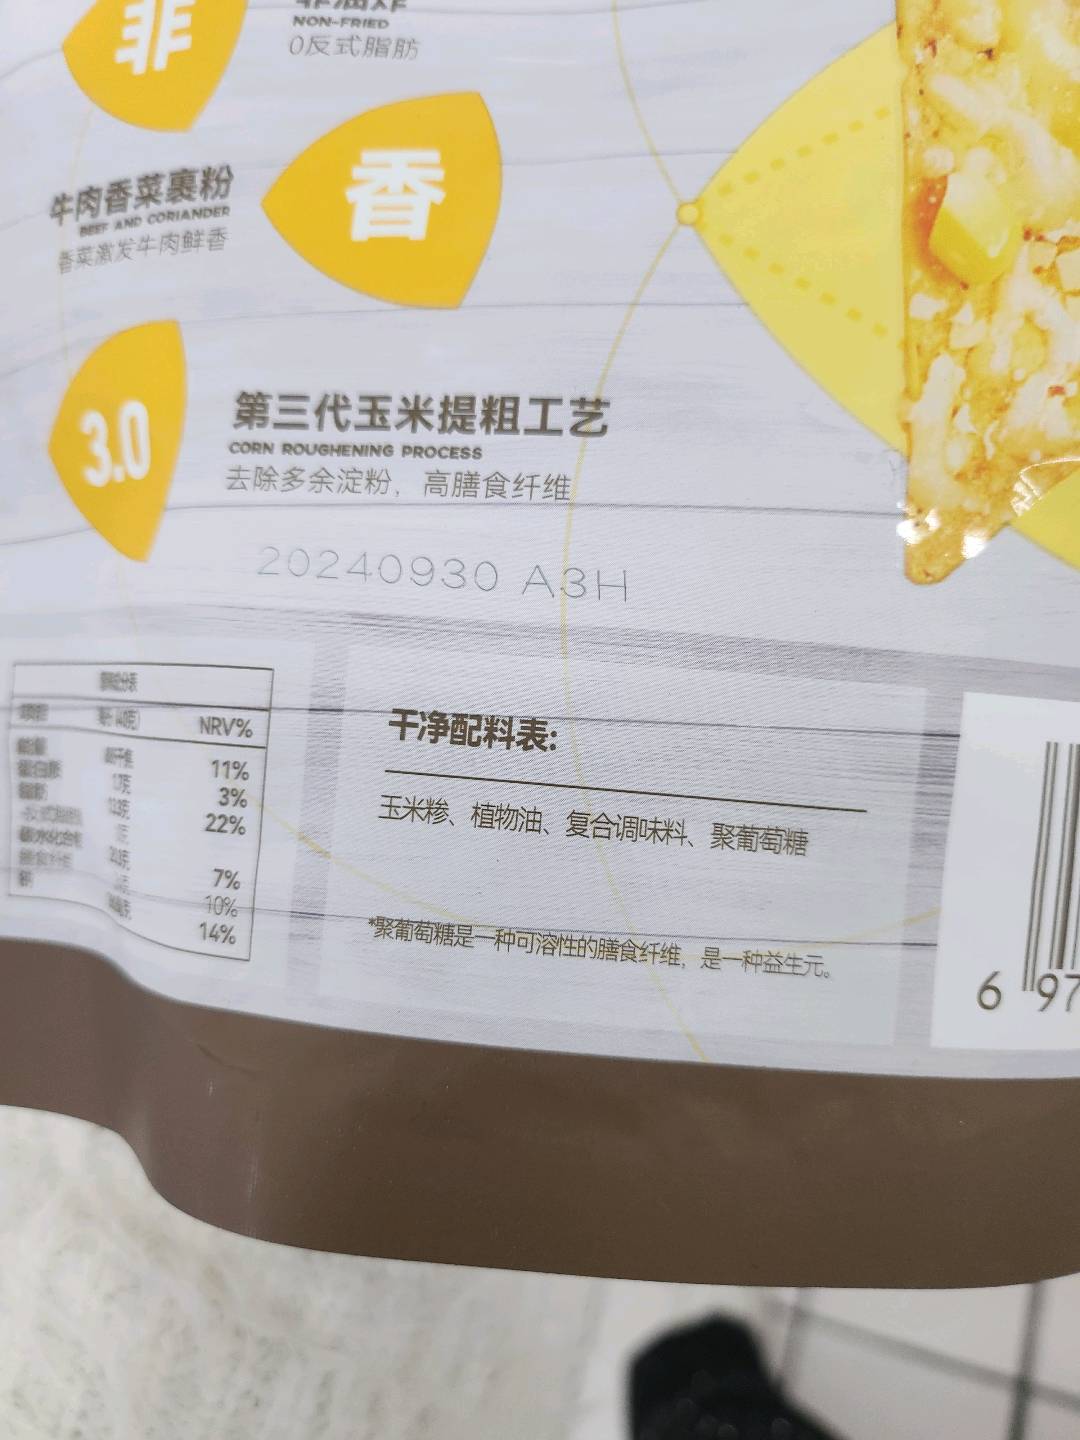 非
NON-FRIED
0反式脂肪
香
牛肉香菜裹粉
BEEF AND CORIANDER
香菜激发牛肉鲜香
3.0
第三代玉米提粗工艺
CORN ROUGHENING PROCESS
去除多余淀粉，高膳食纤维
20240930 A3H
NRV%
11%
3%
22%
7%
10%
14%
干净配料表:
玉米糁、植物油、复合调味料、聚葡萄糖
*聚葡萄糖是一种可溶性的膳食纤维，是一种益生元。
6 97